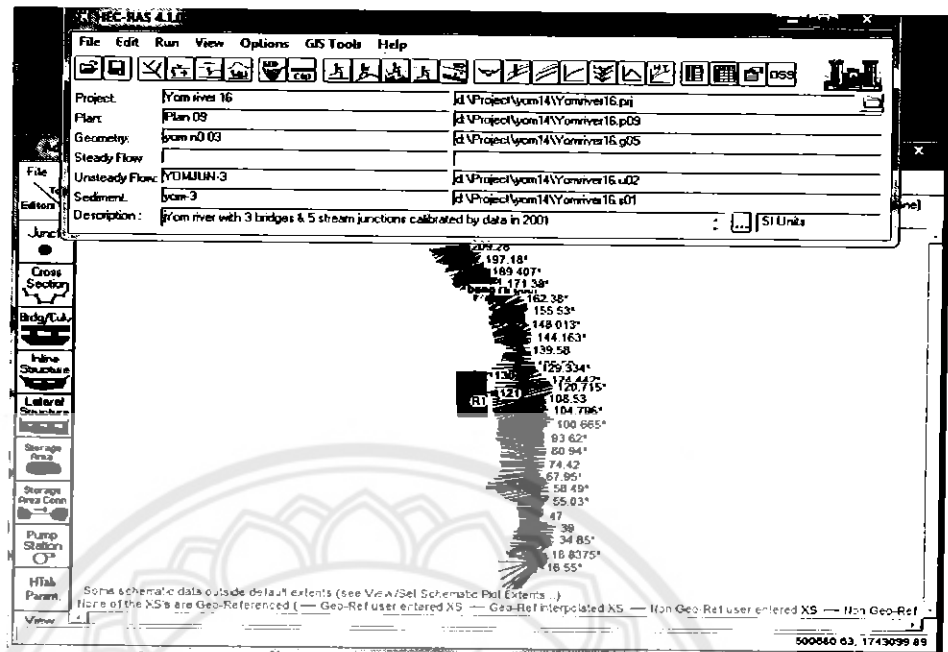 HEC-RAS 4.1.0
File Edit Run View Options GIS Tools Help
DSS
Project: Yom river 16 d:\Project\yom14\Yomriver16.prj
Plan: Plan 09 d:\Project\yom14\Yomriver16.p09
Geometry: yom n0 03 d:\Project\yom14\Yomriver16.g05
Steady Flow
Unsteady Flow: YOMJUN-3 d:\Project\yom14\Yomriver16.u02
Sediment: yom-3 d:\Project\yom14\Yomriver16.s01
Description: Yom river with 3 bridges & 5 stream junctions calibrated by data in 2001 ... SI Units
File
Editors
Junct
Cross Section
Brdg/Culv
Inline Structure
Lateral Structure
Storage Area
Storage Area Conn
Pump Station
HTab Param.
View
209.28
197.18*
189.407*
171.38*
162.38*
155.53*
148.013*
144.163*
139.58
129.334*
120.715*
R1
108.53
104.796*
100.665*
93.62*
80.94*
74.42
67.95*
58.49*
55.03*
47
39
34.85*
18.8375*
16.55*
Some schematic data outside default extents (see View/Set Schematic Plot Extents...)
None of the XS's are Geo-Referenced ( — Geo-Ref user entered XS — Geo-Ref interpolated XS — Non Geo-Ref user entered XS — Non Geo-Ref
500880.63, 1743099.89